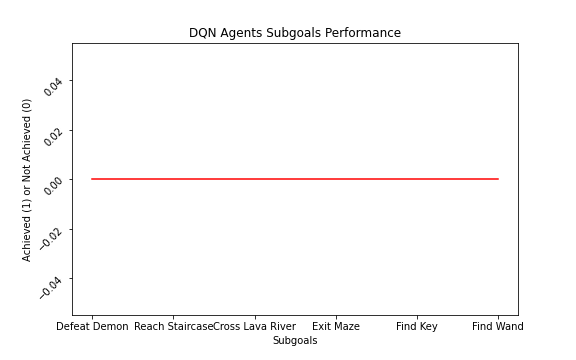 DQN Agents Subgoals Performance
Achieved (1) or Not Achieved (0)
0.04
0.02
0.00
−0.02
−0.04
Defeat Demon Reach Staircase Cross Lava River Exit Maze Find Key Find Wand
Subgoals